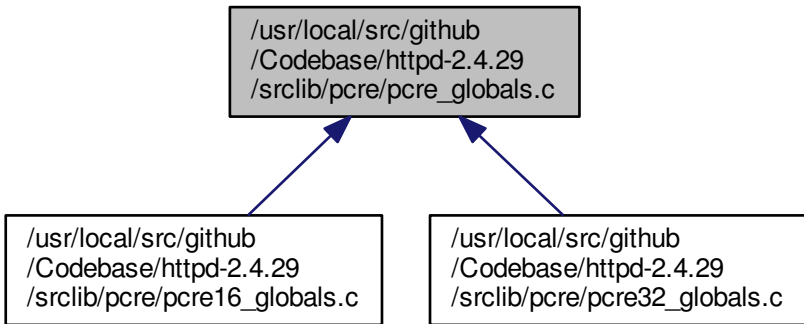 /usr/local/src/github
/Codebase/httpd-2.4.29
/srclib/pcre/pcre_globals.c
/usr/local/src/github
/Codebase/httpd-2.4.29
/srclib/pcre/pcre16_globals.c
/usr/local/src/github
/Codebase/httpd-2.4.29
/srclib/pcre/pcre32_globals.c